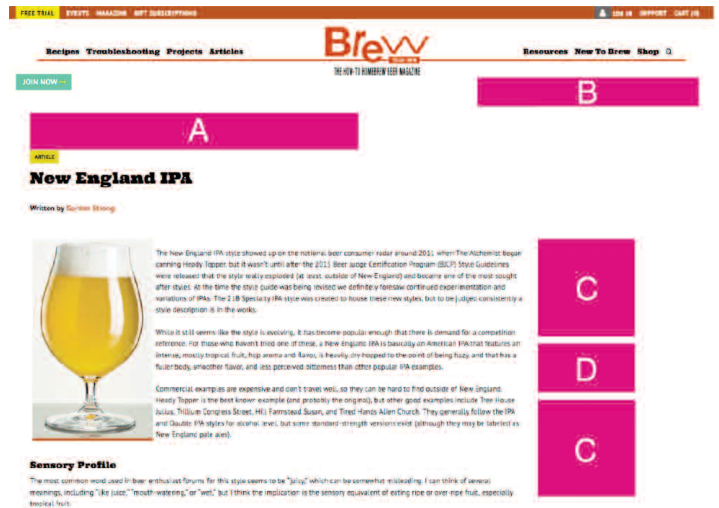 FREE TRIAL EVENTS MAGAZINE GIFT SUBSCRIPTIONS LOG IN SUPPORT CART (0)
Recipes Troubleshooting Projects Articles Brew Resources New To Brew Shop
YOUR OWN
THE HOW-TO HOMEBREW BEER MAGAZINE
JOIN NOW
B
A
ARTICLE
New England IPA
Written by Gordon Strong
The New England IPA style showed up on the national beer consumer radar around 2011 when The Alchemist began
canning Heady Topper, but it wasn't until after the 2015 Beer Judge Certification Program (BJCP) Style Guidelines
were released that the style really exploded (at least, outside of New England) and became one of the most sought
after styles. At the time the style guide was being revised we definitely foresaw continued experimentation and
variations of IPAs. The 21B Specialty IPA style was created to house these new styles, but to be judged consistently a
style description is in the works.
C
While it still seems like the style is evolving, it has become popular enough that there is demand for a competition
reference. For those who haven't tried one of these, a New England IPA is basically an American IPA that features an
intense, mostly tropical fruit, hop aroma and flavor, is heavily dry hopped to the point of being hazy, and that has a
fuller body, smoother flavor, and less perceived bitterness than other popular IPA examples.
D
Commercial examples are expensive and don't travel well, so they can be hard to find outside of New England.
Heady Topper is the best known example (and probably the original), but other good examples include Tree House
Julius, Trillium Congress Street, Hill Farmstead Susan, and Tired Hands Alien Church. They generally follow the IPA
and Double IPA styles for alcohol level, but some standard-strength versions exist (although they may be labeled as
New England pale ales).
C
Sensory Profile
The most common word used in beer enthusiast forums for this style seems to be "juicy," which can be somewhat misleading. I can think of several
meanings, including "like juice," "mouth-watering," or "wet," but I think the implication is the sensory equivalent of eating ripe or over-ripe fruit, especially
tropical fruit.